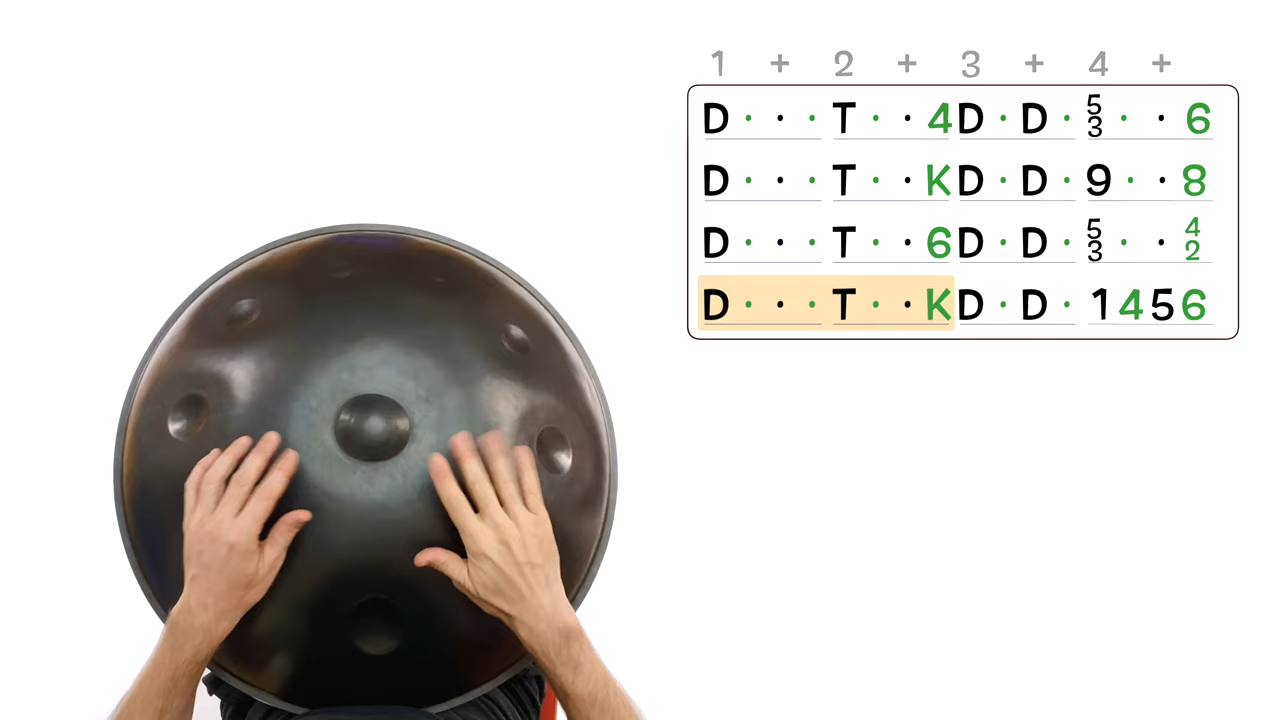 1 + 2 + 3 + 4 +
D · · · T · · 4 D · D · 5 3 · · 6
D · · · T · · K D · D · 9 · · 8
D · · · T · · 6 D · D · 5 3 · · 4 2
D · · · T · · K D · D · 1 4 5 6